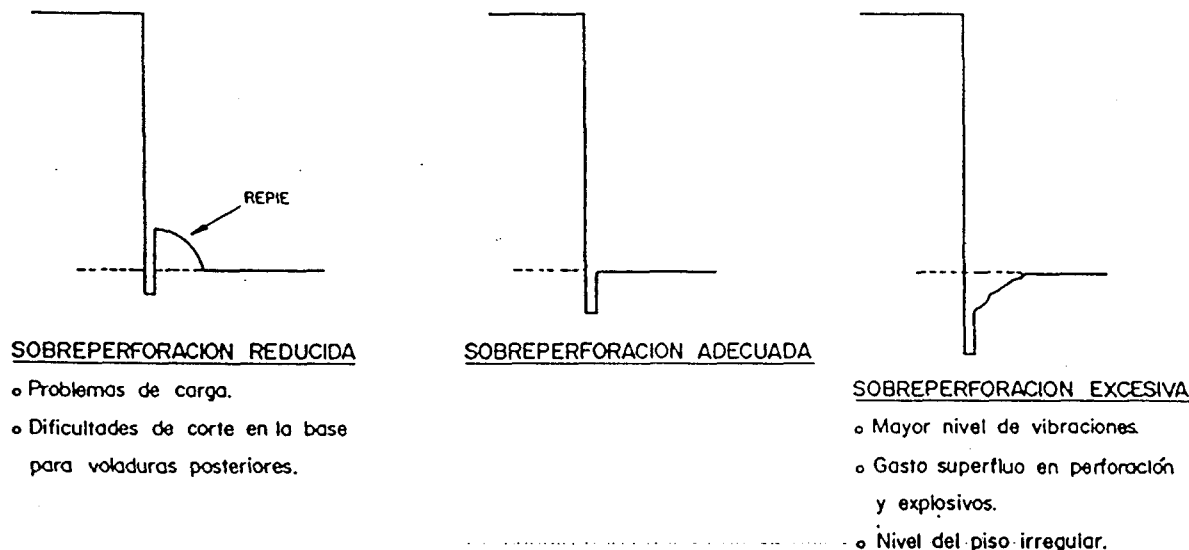 REPIE
SOBREPERFORACION REDUCIDA
o Problemas de carga.
o Dificultades de corte en la base
para voladuras posteriores.
SOBREPERFORACION ADECUADA
SOBREPERFORACION EXCESIVA
o Mayor nivel de vibraciones.
o Gasto superfluo en perforación
y explosivos.
o Nivel del piso irregular.